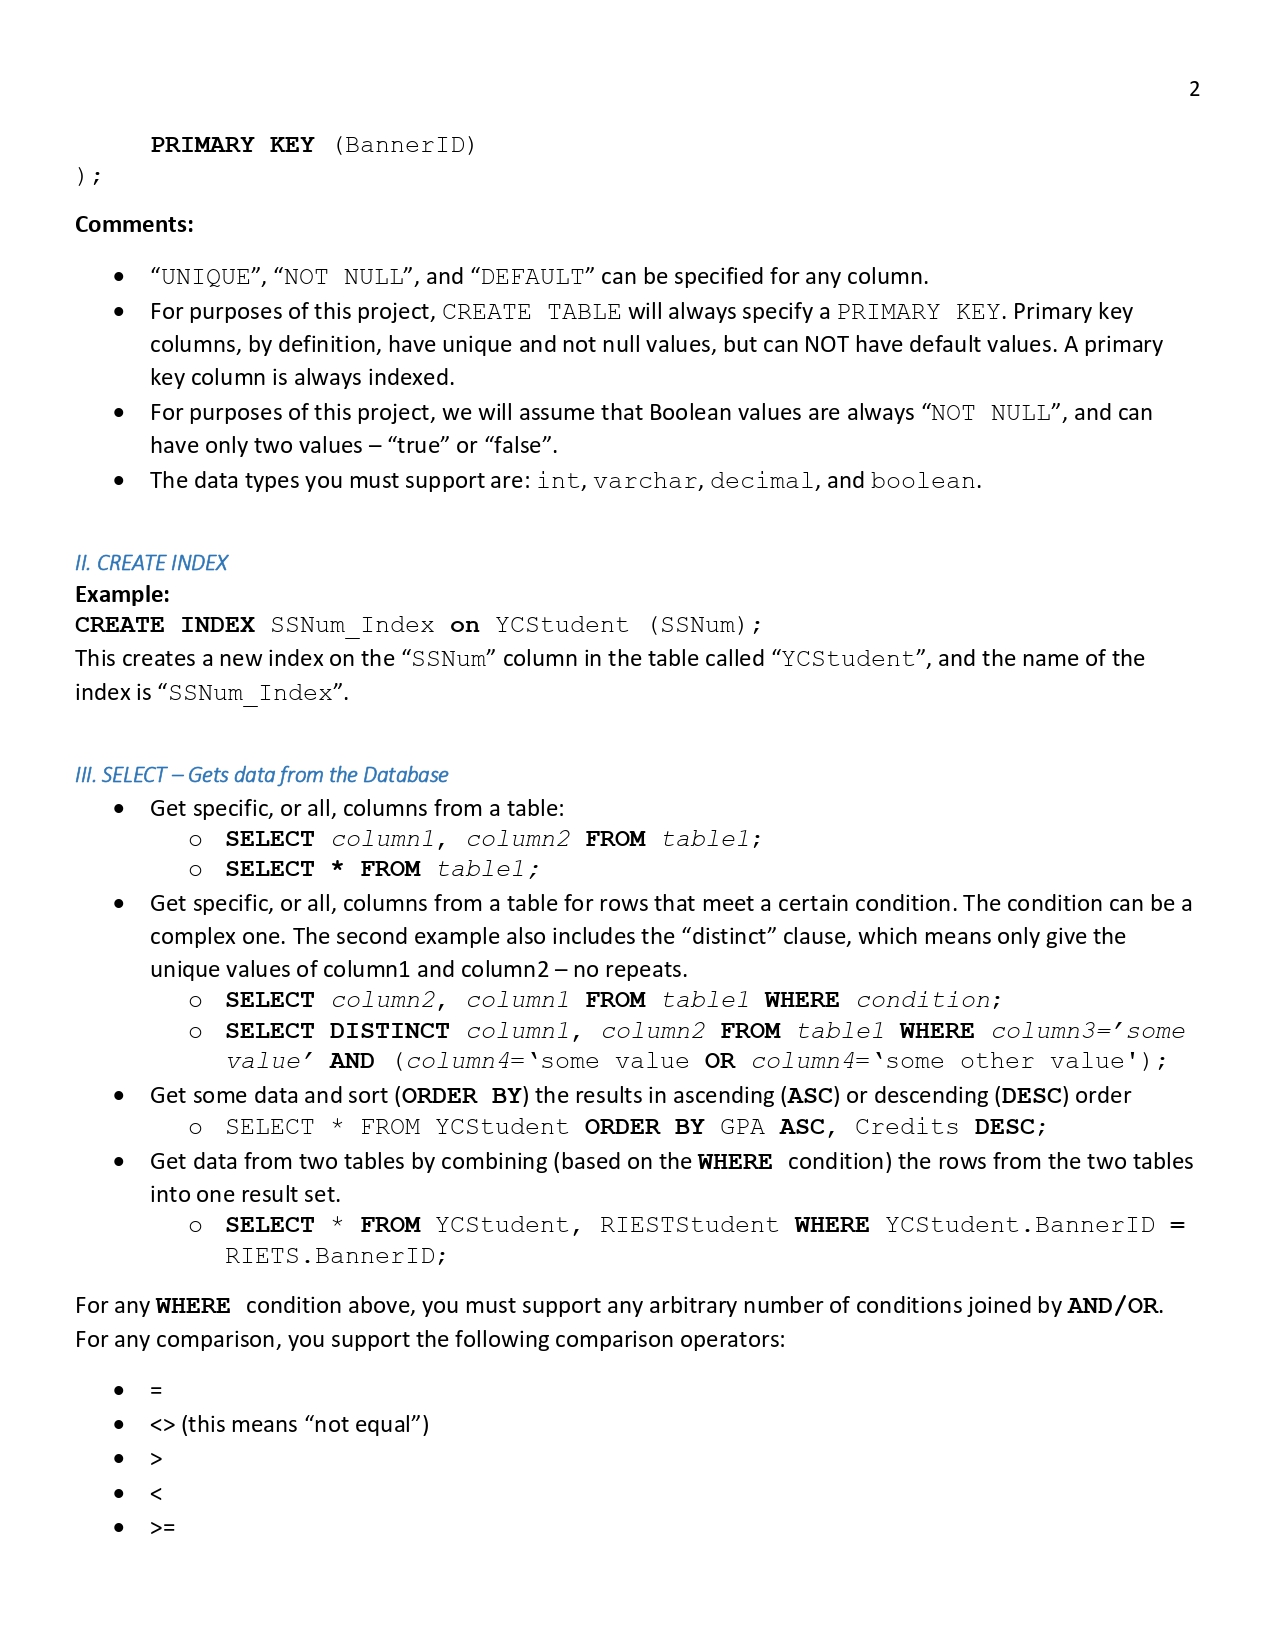 2
PRIMARY KEY (BannerID)
);
Comments:
• “UNIQUE”, “NOT NULL”, and “DEFAULT” can be specified for any column.
• For purposes of this project, CREATE TABLE will always specify a PRIMARY KEY. Primary key
columns, by definition, have unique and not null values, but can NOT have default values. A primary
key column is always indexed.
• For purposes of this project, we will assume that Boolean values are always “NOT NULL”, and can
have only two values – “true” or “false”.
• The data types you must support are: int, varchar, decimal, and boolean.
II. CREATE INDEX
Example:
CREATE INDEX SSNum_Index on YCStudent (SSNum);
This creates a new index on the “SSNum” column in the table called “YCStudent”, and the name of the
index is “SSNum_Index”.
III. SELECT – Gets data from the Database
• Get specific, or all, columns from a table:
o SELECT column1, column2 FROM table1;
o SELECT * FROM table1;
• Get specific, or all, columns from a table for rows that meet a certain condition. The condition can be a
complex one. The second example also includes the “distinct” clause, which means only give the
unique values of column1 and column2 – no repeats.
o SELECT column2, column1 FROM table1 WHERE condition;
o SELECT DISTINCT column1, column2 FROM table1 WHERE column3=’some
value’ AND (column4=‘some value OR column4=‘some other value');
• Get some data and sort (ORDER BY) the results in ascending (ASC) or descending (DESC) order
o SELECT * FROM YCStudent ORDER BY GPA ASC, Credits DESC;
• Get data from two tables by combining (based on the WHERE condition) the rows from the two tables
into one result set.
o SELECT * FROM YCStudent, RIESTStudent WHERE YCStudent.BannerID =
RIETS.BannerID;
For any WHERE condition above, you must support any arbitrary number of conditions joined by AND/OR.
For any comparison, you support the following comparison operators:
• =
• <> (this means “not equal”)
• >
• <
• >=